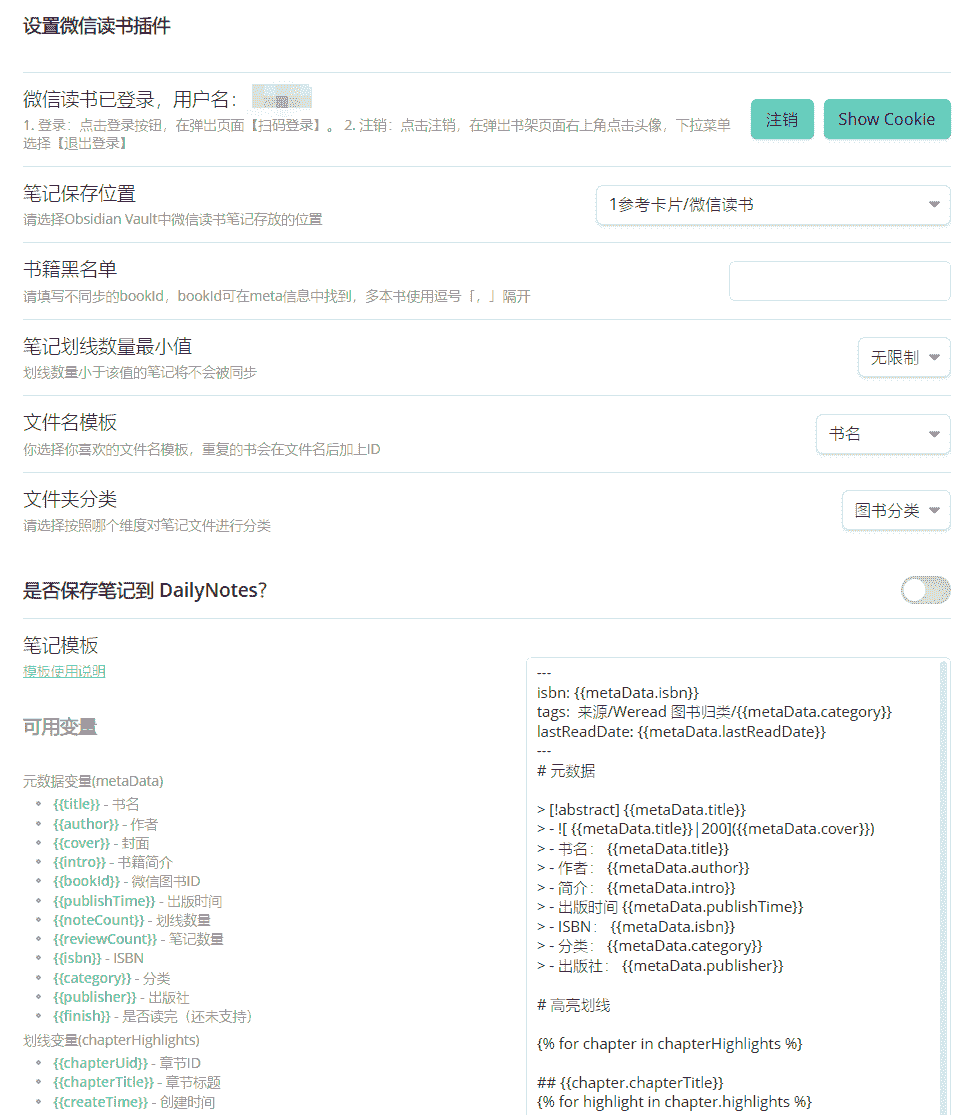 设置微信读书插件
微信读书已登录，用户名：
1. 登录：点击登录按钮，在弹出页面【扫码登录】。 2. 注销：点击注销，在弹出书架页面右上角点击头像，下拉菜单
选择【退出登录】
注销
Show Cookie
笔记保存位置
请选择Obsidian Vault中微信读书笔记存放的位置
1参考卡片/微信读书
书籍黑名单
请填写不同步的bookId，bookId可在meta信息中找到，多本书使用逗号「，」隔开
笔记划线数量最小值
划线数量小于该值的笔记将不会被同步
无限制
文件名模板
你选择你喜欢的文件名模板，重复的书会在文件名后加上ID
书名
文件夹分类
请选择按照哪个维度对笔记文件进行分类
图书分类
是否保存笔记到 DailyNotes？
笔记模板
模板使用说明
可用变量
元数据变量(metaData)
{{title}} - 书名
{{author}} - 作者
{{cover}} - 封面
{{intro}} - 书籍简介
{{bookId}} - 微信图书ID
{{publishTime}} - 出版时间
{{noteCount}} - 划线数量
{{reviewCount}} - 笔记数量
{{isbn}} - ISBN
{{category}} - 分类
{{publisher}} - 出版社
{{finish}} - 是否读完（还未支持）
划线变量(chapterHighlights)
{{chapterUid}} - 章节ID
{{chapterTitle}} - 章节标题
{{createTime}} - 创建时间
---
isbn: {{metaData.isbn}}
tags:  来源/Weread 图书归类/{{metaData.category}}
lastReadDate: {{metaData.lastReadDate}}
---
# 元数据
> [!abstract] {{metaData.title}}
> - ![ {{metaData.title}}|200]({{metaData.cover}})
> - 书名： {{metaData.title}}
> - 作者： {{metaData.author}}
> - 简介： {{metaData.intro}}
> - 出版时间 {{metaData.publishTime}}
> - ISBN： {{metaData.isbn}}
> - 分类： {{metaData.category}}
> - 出版社： {{metaData.publisher}}
# 高亮划线
{% for chapter in chapterHighlights %}
## {{chapter.chapterTitle}}
{% for highlight in chapter.highlights %}